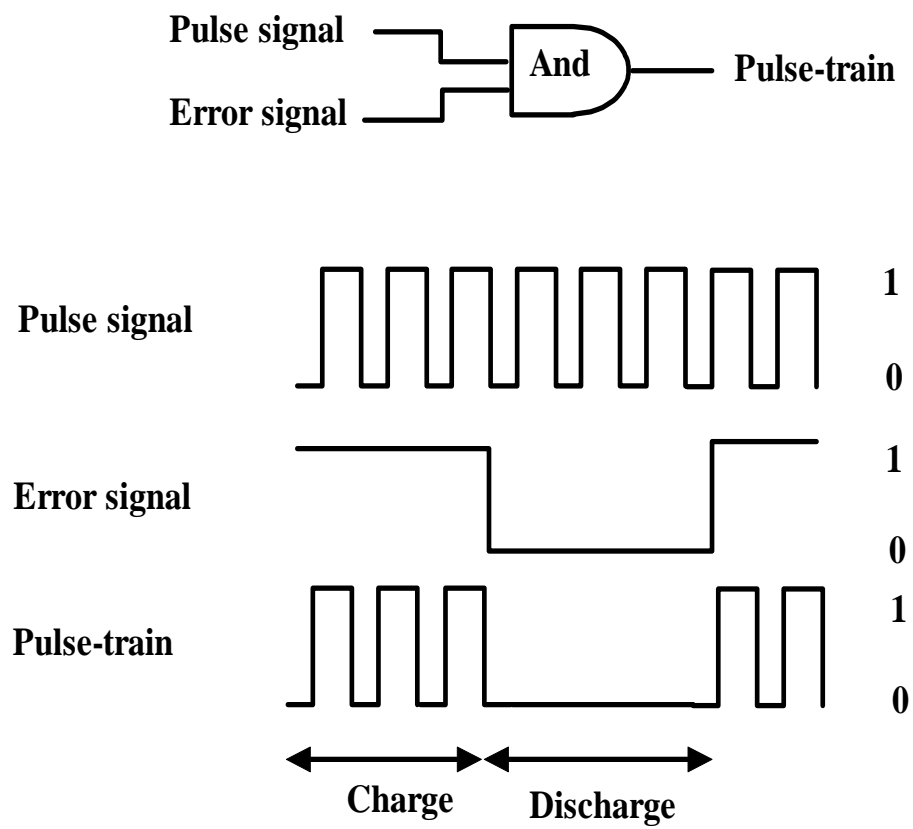 Pulse signal
And
Pulse-train
Error signal
Pulse signal
1
0
Error signal
1
0
Pulse-train
1
0
Charge
Discharge